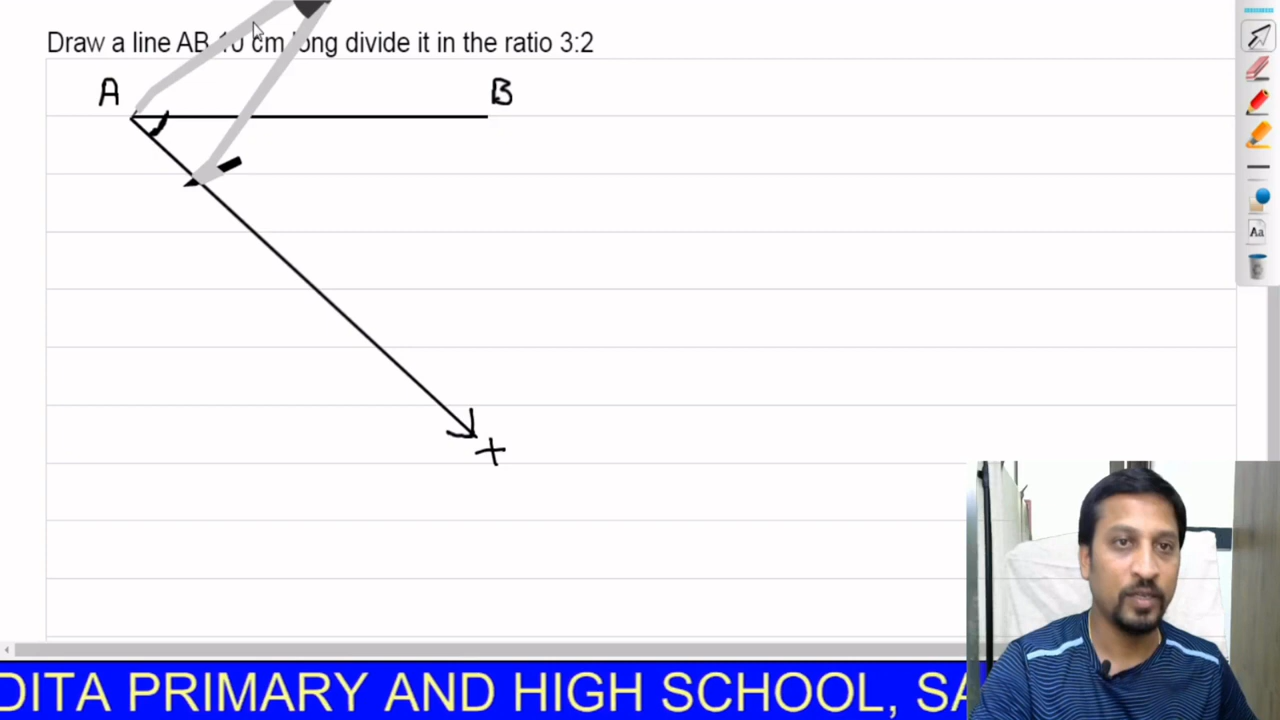 Draw a line AB 10 cm long divide it in the ratio 3:2
A B
X
Aa
DITA PRIMARY AND HIGH SCHOOL, SA